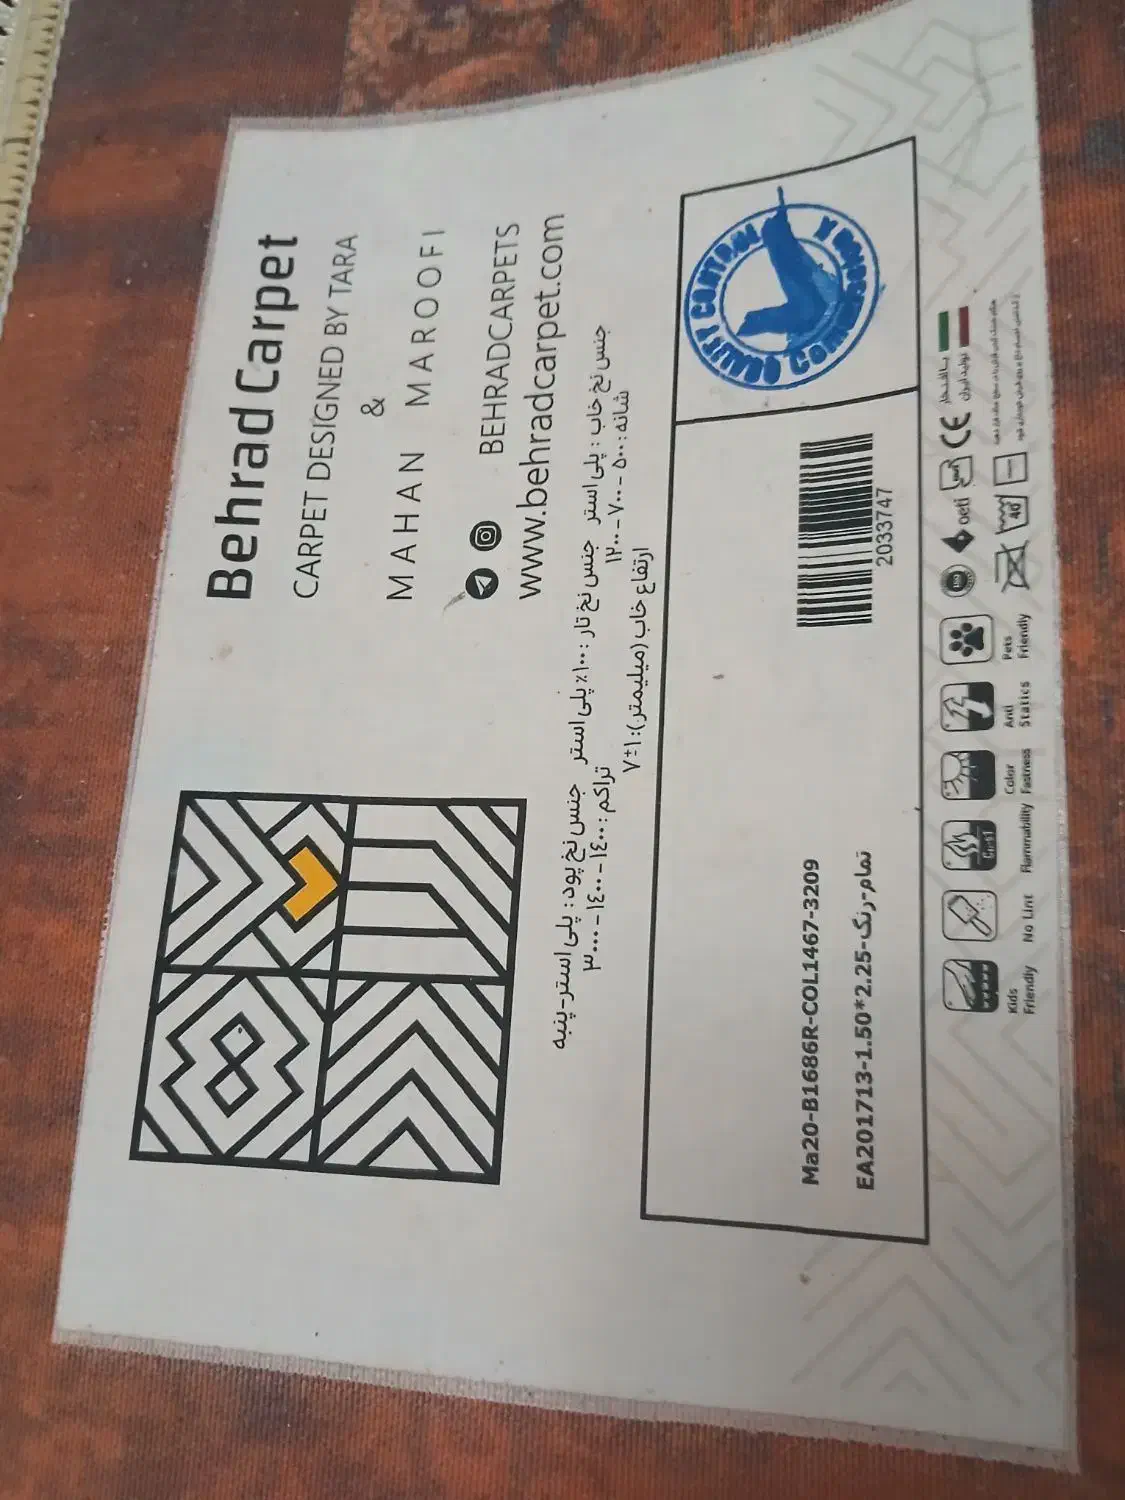 Behrad Carpet
CARPET DESIGNED BY TARA
&
MAHAN MAROOFI
BEHRADCARPETS
www.behradcarpet.com
جنس نخ خاب : پلی استر جنس نخ تار : ۱۰۰٪ پلی استر جنس نخ پود : پلی استر-پنبه
شانه : ۵۰۰ - ۷۰۰ - ۱۲۰۰ تراکم : ۱٤۰۰ - ۱٤۰۰ - ۳۰۰۰
ارتفاع خاب (میلیمتر) : ۷±۱
QUALITY CONTROL
2033747
Ma20-B1686R-COL1467-3209
EA201713-1.50*2.25-تمام-رنگ
Kids Friendly
No Lint
Flammability
Color Fastness
Anti Statics
Pets Friendly
oeti
CE
با افتخار
تولید ایران
40